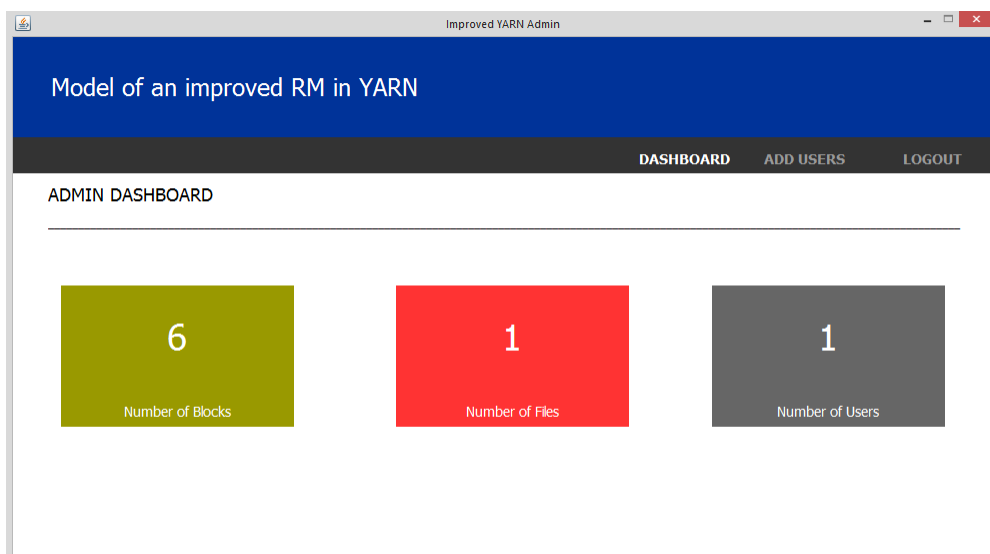 Improved YARN Admin
Model of an improved RM in YARN
DASHBOARD ADD USERS LOGOUT
ADMIN DASHBOARD
6 1 1
Number of Blocks Number of Files Number of Users